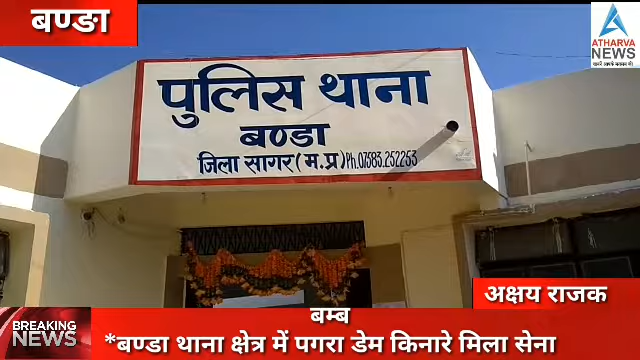 बण्ङा
ATHARVA
NEWS
पुलिस थाना
बण्डा
जिला सागर(म.प्र)Ph.07583.252253
अक्षय राजक
BREAKING
NEWS
बम्ब
*बण्डा थाना क्षेत्र में पगरा डेम किनारे मिला सेना